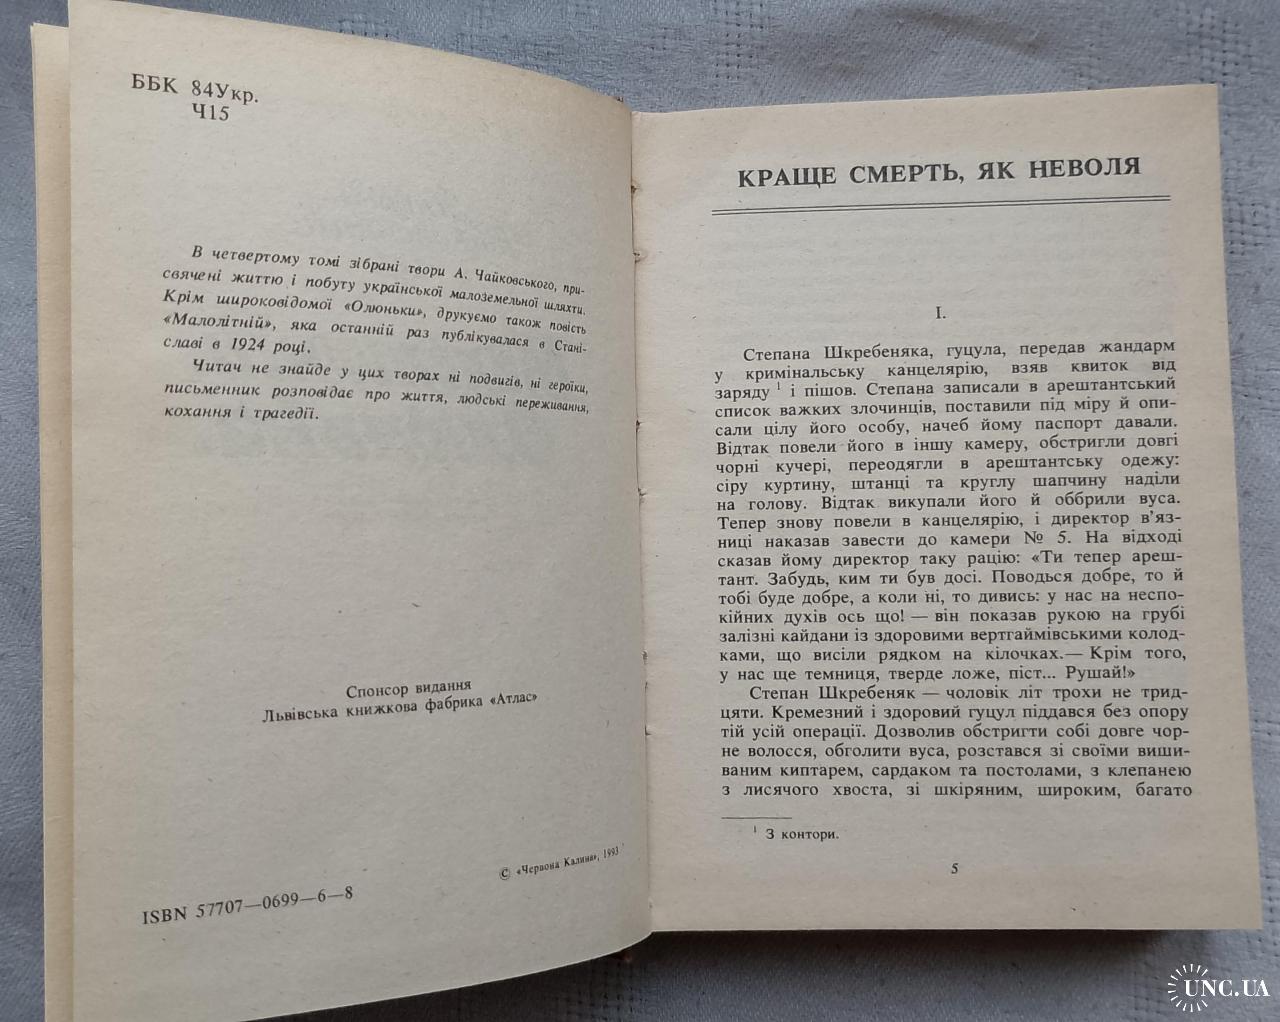 ББК 84Укр.
Ч15
В четвертому томі зібрані твори А. Чайковського, при-
свячені життю і побуту української малоземельної шляхти.
Крім широковідомої «Олюньки», друкуємо також повість
«Малолітній», яка останній раз публікувалася в Стані-
славі в 1924 році.
Читач не знайде у цих творах ні подвигів, ні героїки,
письменник розповідає про життя, людські переживання,
кохання і трагедії.
Спонсор видання
Львівська книжкова фабрика «Атлас»
© «Червона Калина», 1993
ISBN 57707—0699—6—8
КРАЩЕ СМЕРТЬ, ЯК НЕВОЛЯ
I.
Степана Шкребеняка, гуцула, передав жандарм
у кримінальську канцелярію, взяв квиток від
заряду ¹ і пішов. Степана записали в арештантський
список важких злочинців, поставили під міру й опи-
сали цілу його особу, начеб йому паспорт давали.
Відтак повели його в іншу камеру, обстригли довгі
чорні кучері, переодягли в арештантську одежу:
сіру куртину, штанці та круглу шапчину наділи
на голову. Відтак викупали його й оббрили вуса.
Тепер знову повели в канцелярію, і директор в'яз-
ниці наказав завести до камери № 5. На відході
сказав йому директор таку рацію: «Ти тепер ареш-
тант. Забудь, ким ти був досі. Поводься добре, то й
тобі буде добре, а коли ні, то дивись: у нас на неспо-
кійних духів ось що! — він показав рукою на грубі
залізні кайдани із здоровими вертгаймівськими колод-
ками, що висіли рядком на кілочках.— Крім того,
у нас ще темниця, тверде ложе, піст... Рушай!»
Степан Шкребеняк — чоловік літ трохи не трид-
цяти. Кремезний і здоровий гуцул піддався без опору
тій усій операції. Дозволив обстригти собі довге чор-
не волосся, обголити вуса, розстався зі своїми виши-
ваним киптарем, сардаком та постолами, з клепанею
з лисячого хвоста, зі шкіряним, широким, багато
¹ З контори.
5
UNC.UA